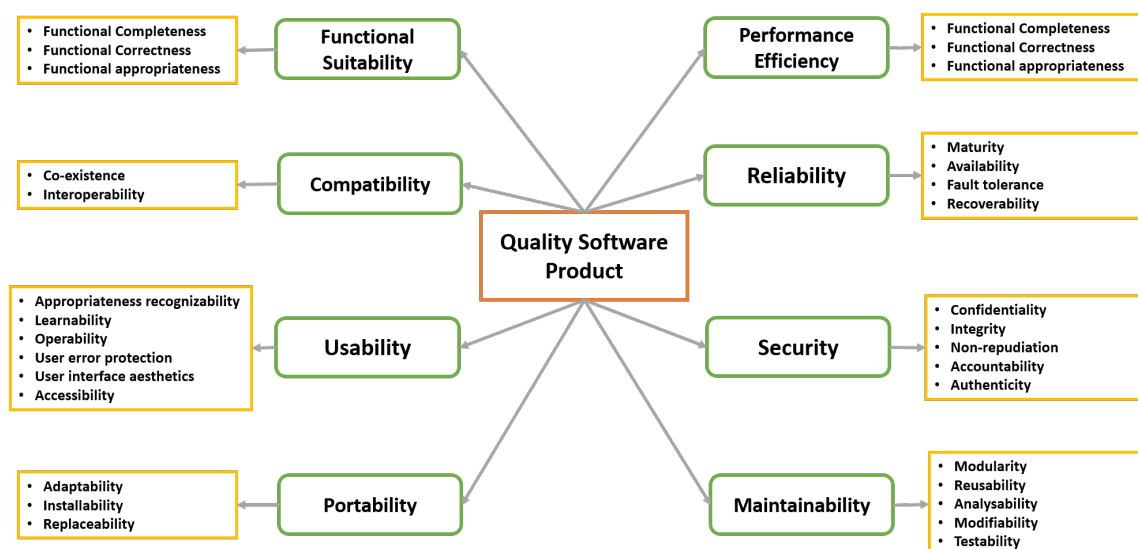 Functional Suitability
• Functional Completeness
• Functional Correctness
• Functional appropriateness
Performance Efficiency
• Functional Completeness
• Functional Correctness
• Functional appropriateness
Compatibility
• Co-existence
• Interoperability
Reliability
• Maturity
• Availability
• Fault tolerance
• Recoverability
Quality Software
Product
Usability
• Appropriateness recognizability
• Learnability
• Operability
• User error protection
• User interface aesthetics
• Accessibility
Security
• Confidentiality
• Integrity
• Non-repudiation
• Accountability
• Authenticity
Portability
• Adaptability
• Installability
• Replaceability
Maintainability
• Modularity
• Reusability
• Analysability
• Modifiability
• Testability